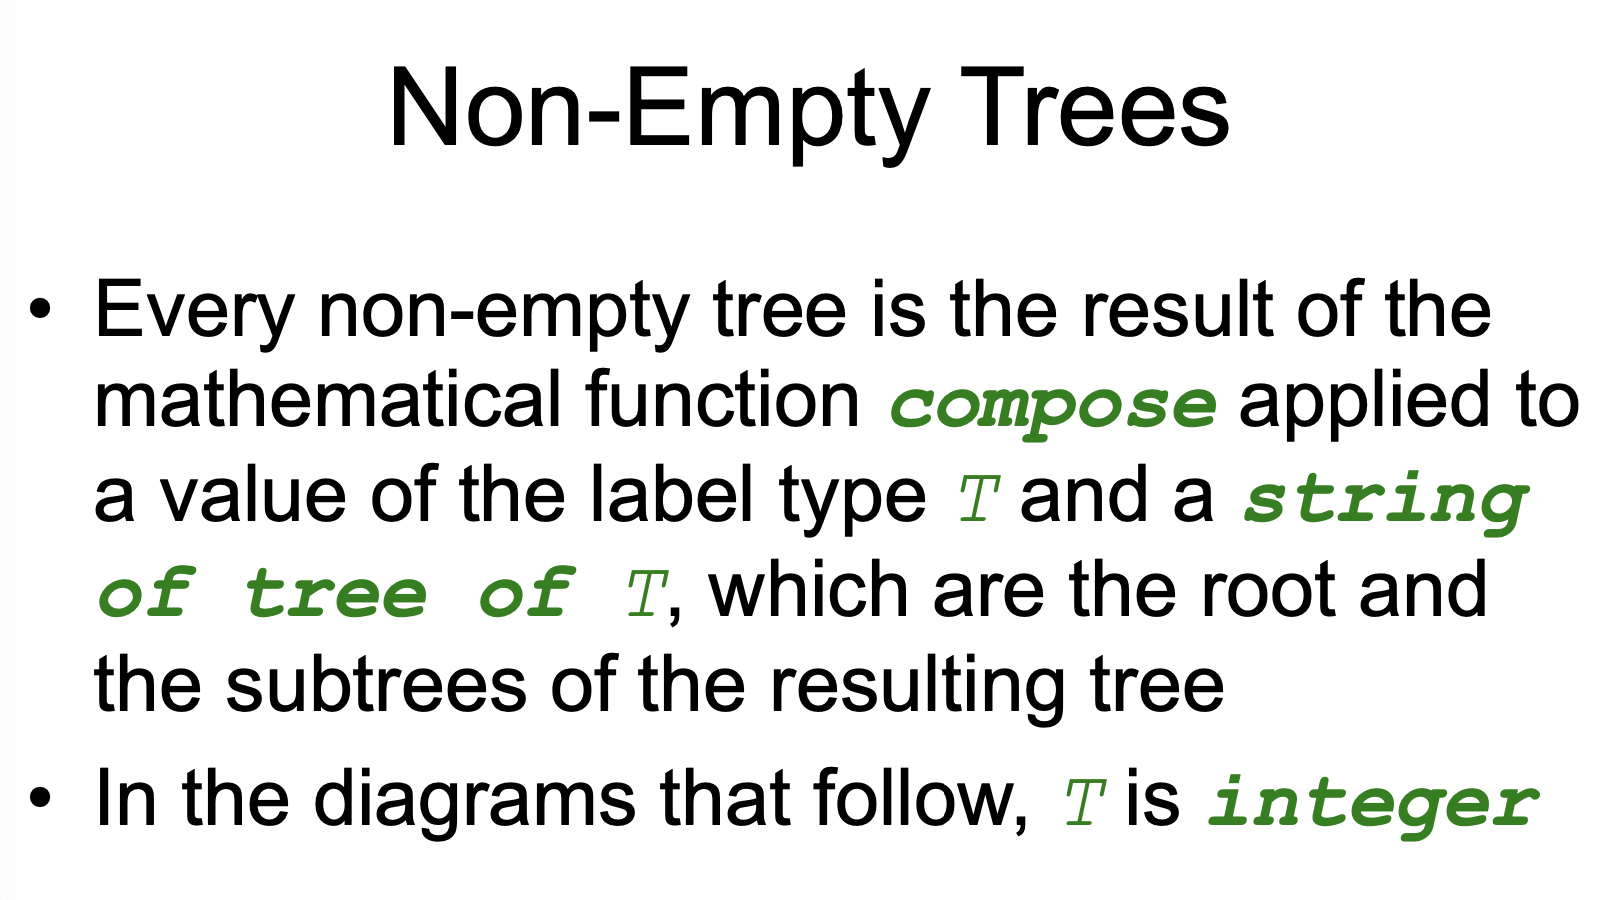 Non-Empty Trees
• Every non-empty tree is the result of the
mathematical function compose applied to
a value of the label type T and a string
of tree of T, which are the root and
the subtrees of the resulting tree
• In the diagrams that follow, T is integer